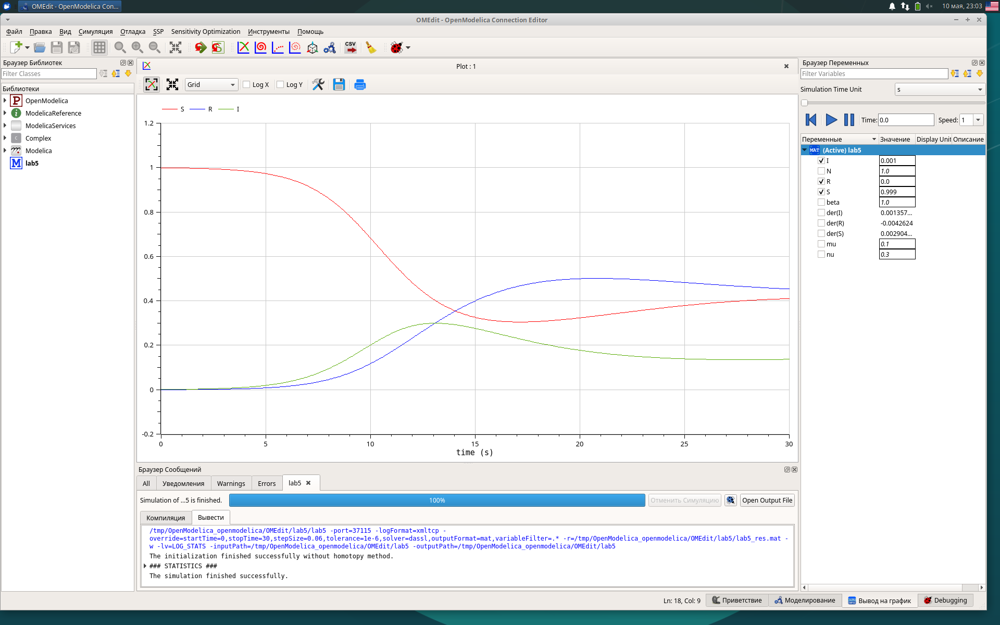 OMEdit - OpenModelica Con...
10 мая, 23:03
OMEdit - OpenModelica Connection Editor
Файл Правка Вид Симуляция Отладка SSP Sensitivity Optimization Инструменты Помощь
CSV
Браузер Библиотек
Filter Classes
Библиотеки
P OpenModelica
i ModelicaReference
ModelicaServices
C Complex
Modelica
M lab5
Plot : 1
Grid Log X Log Y
S R I
1.2
1
0.8
0.6
0.4
0.2
0
-0.2
0 5 10 15 20 25 30
time (s)
Браузер Переменных
Filter Variables
Simulation Time Unit s
Time: 0.0 Speed: 1
Переменные Значение Display Unit Описание
MAT (Active) lab5
I 0.001
N 1.0
R 0.0
S 0.999
beta 1.0
der(I) 0.001357...
der(R) -0.0042624
der(S) 0.002904...
mu 0.1
nu 0.3
Браузер Сообщений
All Уведомления Warnings Errors lab5
Simulation of ...5 is finished. 100% Отменить Симуляцию Open Output File
Компиляция Вывести
/tmp/OpenModelica_openmodelica/OMEdit/lab5/lab5 -port=37115 -logFormat=xmltcp -
override=startTime=0,stopTime=30,stepSize=0.06,tolerance=1e-6,solver=dassl,outputFormat=mat,variableFilter=.* -r=/tmp/OpenModelica_openmodelica/OMEdit/lab5/lab5_res.mat -
w -lv=LOG_STATS -inputPath=/tmp/OpenModelica_openmodelica/OMEdit/lab5 -outputPath=/tmp/OpenModelica_openmodelica/OMEdit/lab5
The initialization finished successfully without homotopy method.
### STATISTICS ###
The simulation finished successfully.
Ln: 18, Col: 9 Приветствие Моделирование Вывод на график Debugging